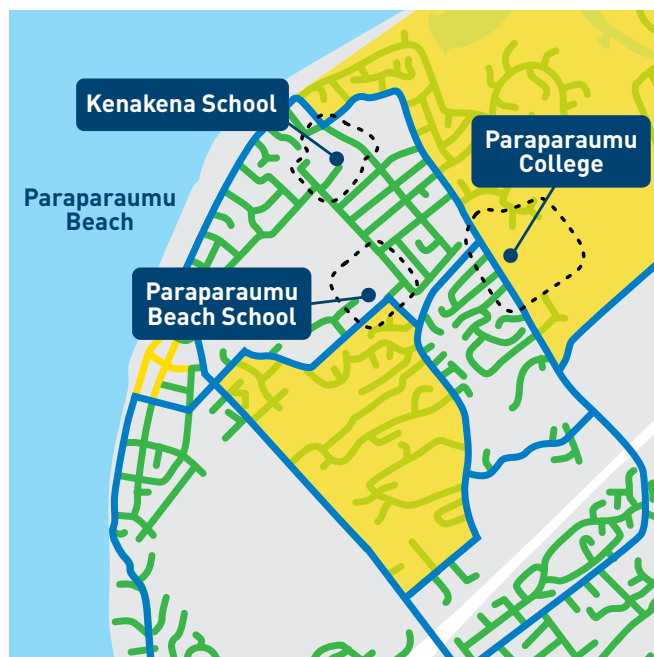 Kenakena School
Paraparaumu
College
Paraparaumu
Beach
Paraparaumu
Beach School